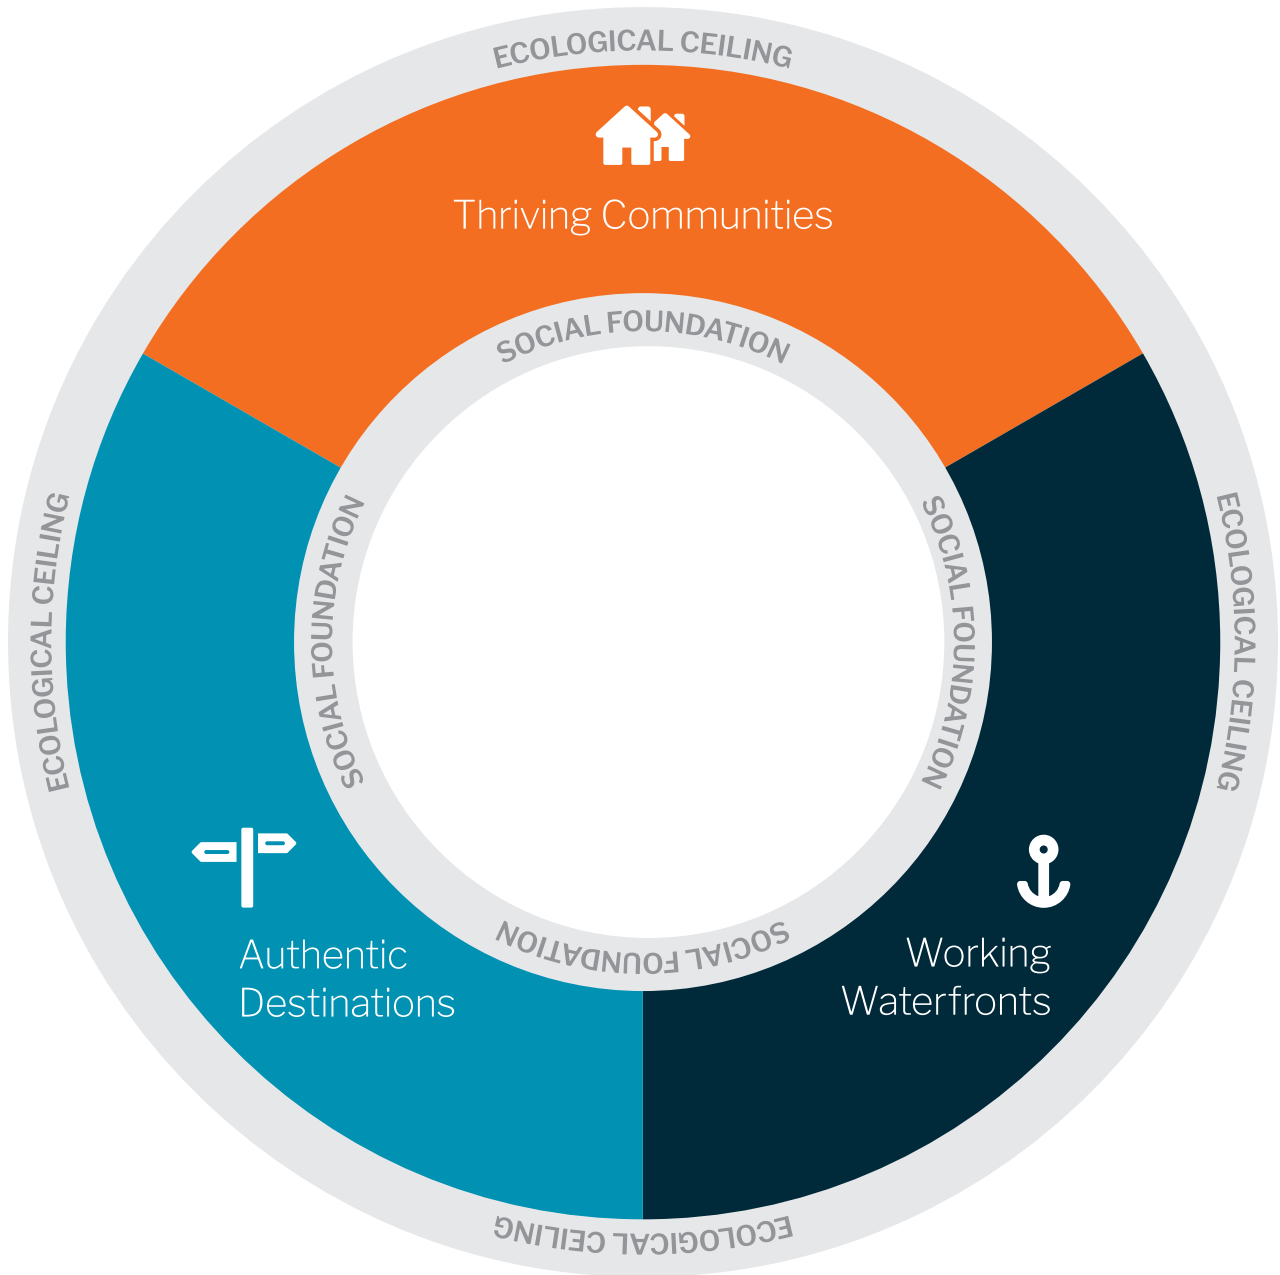 ECOLOGICAL CEILING
Thriving Communities
SOCIAL FOUNDATION
ECOLOGICAL CEILING
SOCIAL FOUNDATION
SOCIAL FOUNDATION
ECOLOGICAL CEILING
Authentic
Destinations
Working
Waterfronts
SOCIAL FOUNDATION
ECOLOGICAL CEILING